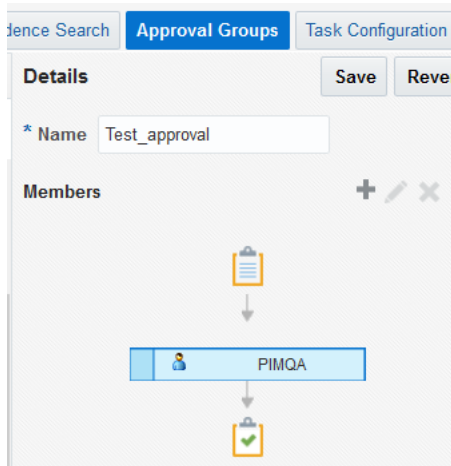 dence Search Approval Groups Task Configuration
Details Save Reve
* Name Test_approval
Members
PIMQA